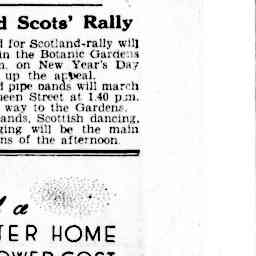 d Scots' Rally
d for Scotland-rally will
in the Botanic Gardens
n. on New Year's Day
up the appeal.
d pipe bands will march
ueen Street at 1.40 p.m.
way to the Gardens.
ands, Scottish dancing,
ging will be the main
ns of the afternoon.
a
TER HOME
OWER COST